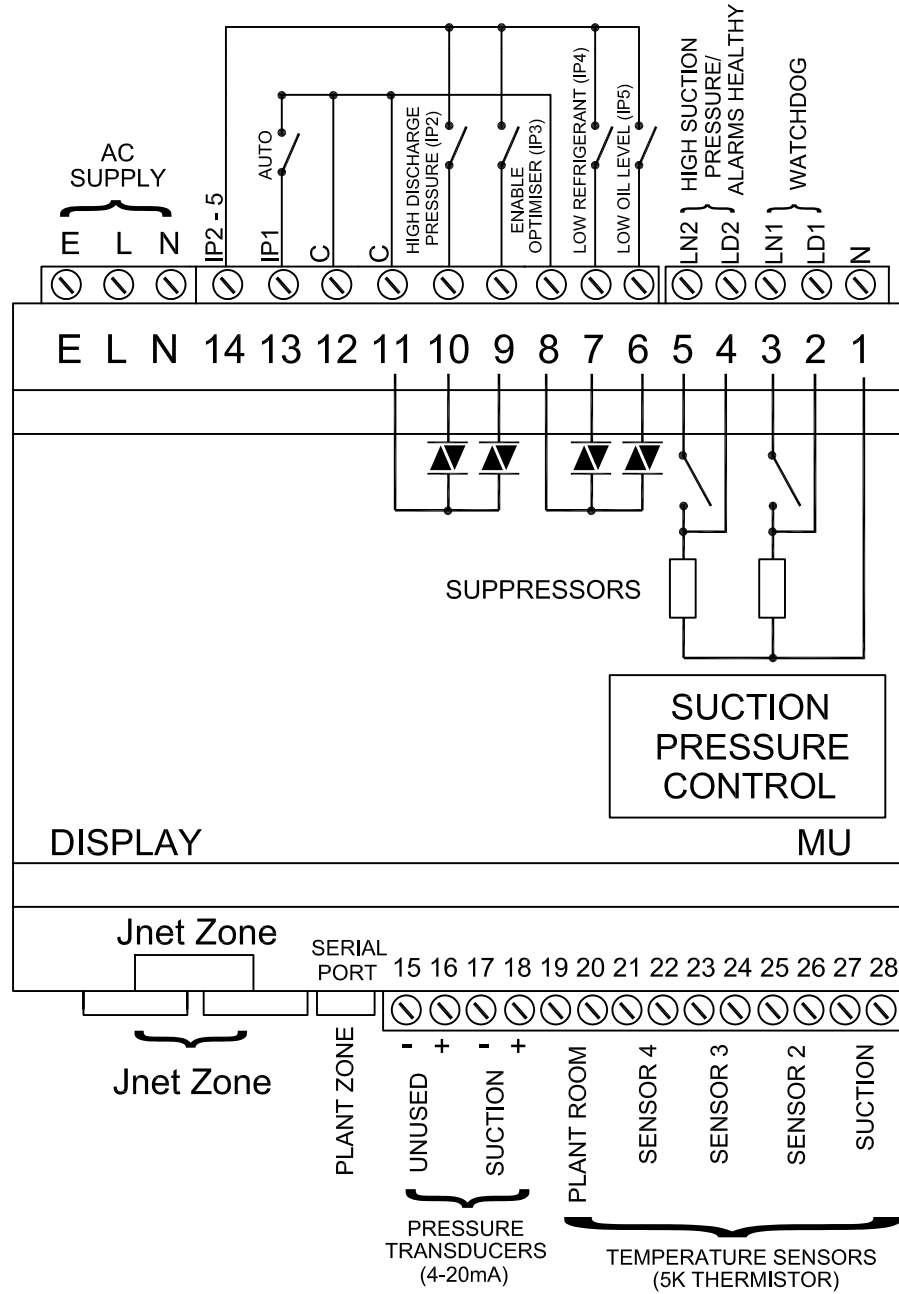 AC
SUPPLY
E L N
IP2 - 5
IP1
AUTO
C
C
HIGH DISCHARGE
PRESSURE (IP2)
ENABLE
OPTIMISER (IP3)
LOW REFRIGERANT (IP4)
LOW OIL LEVEL (IP5)
HIGH SUCTION
PRESSURE/
ALARMS HEALTHY
WATCHDOG
LN2
LD2
LN1
LD1
N
E L N 14 13 12 11 10 9 8 7 6 5 4 3 2 1
SUPPRESSORS
SUCTION
PRESSURE
CONTROL
DISPLAY
MU
Jnet Zone
SERIAL
PORT
15 16 17 18 19 20 21 22 23 24 25 26 27 28
- + - +
Jnet Zone
PLANT ZONE
UNUSED
SUCTION
PLANT ROOM
SENSOR 4
SENSOR 3
SENSOR 2
SUCTION
PRESSURE
TRANSDUCERS
(4-20mA)
TEMPERATURE SENSORS
(5K THERMISTOR)